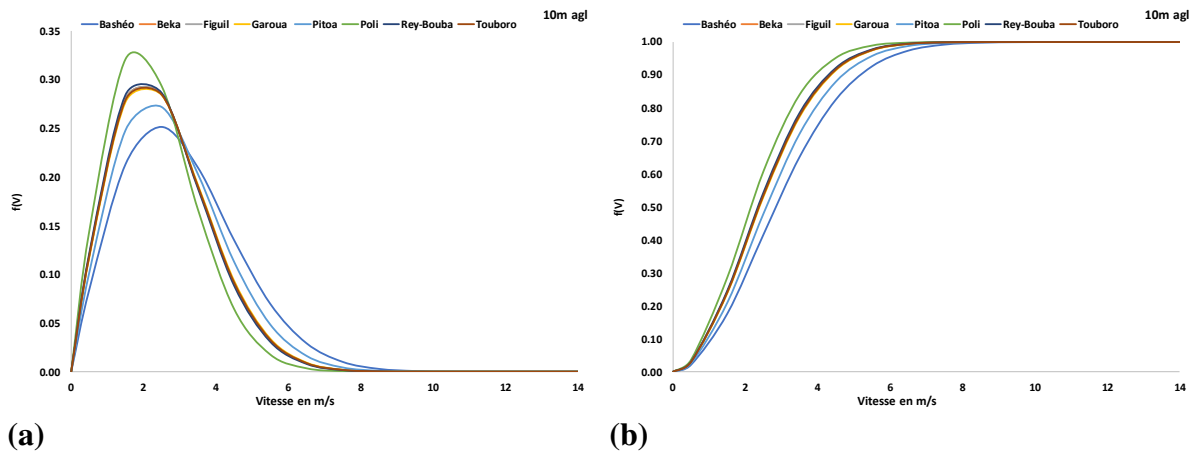 10m agl
Bashéo Beka Figuil Garoua Pitoa Poli Rey-Bouba Touboro
0.35
0.30
0.25
0.20
0.15
0.10
0.05
0.00
f(V)
0 2 4 6 8 10 12 14
Vitesse en m/s
(a)
10m agl
Bashéo Beka Figuil Garoua Pitoa Poli Rey-Bouba Touboro
1.00
0.90
0.80
0.70
0.60
0.50
0.40
0.30
0.20
0.10
0.00
f(V)
0 2 4 6 8 10 12 14
Vitesse en m/s
(b)